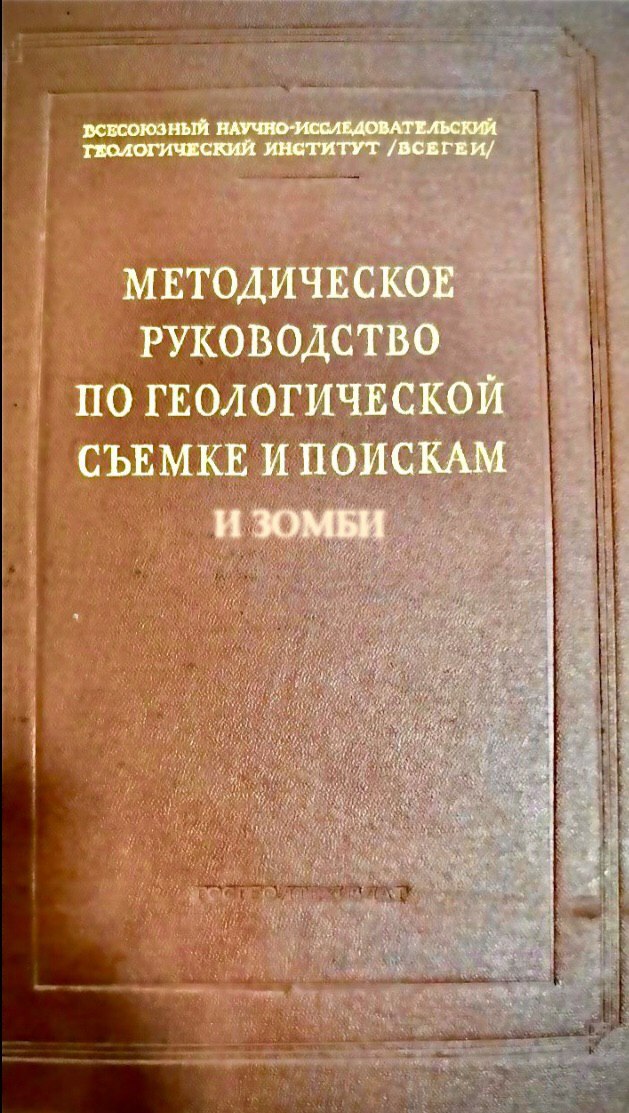 ВСЕСОЮЗНЫЙ НАУЧНО-ИССЛЕДОВАТЕЛЬСКИЙ
ГЕОЛОГИЧЕСКИЙ ИНСТИТУТ /ВСЕГЕИ/
МЕТОДИЧЕСКОЕ
РУКОВОДСТВО
ПО ГЕОЛОГИЧЕСКОЙ
СЪЕМКЕ И ПОИСКАМ
И ЗОМБИ